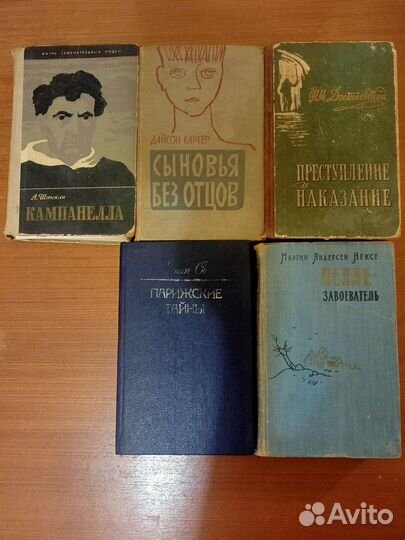 ЖИЗНЬ ЗАМЕЧАТЕЛЬНЫХ ЛЮДЕЙ
А. Штекли
КАМПАНЕЛЛА
ДАЙСОН КАРТЕР
СЫНОВЬЯ
БЕЗ ОТЦОВ
Ф.М. Достоевский
ПРЕСТУПЛЕНИЕ
И
НАКАЗАНИЕ
Эжен Сю
ПАРИЖСКИЕ
ТАЙНЫ
МАРТИН АНДЕРСЕН НЕКСЕ
ПЕЛЛЕ
ЗАВОЕВАТЕЛЬ
Avito